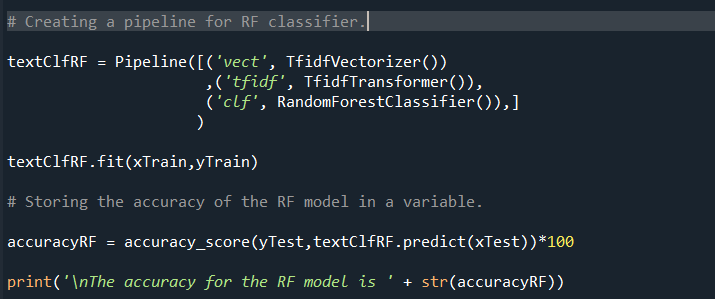 # Creating a pipeline for RF classifier.
textClfRF = Pipeline([('vect', TfidfVectorizer())
,('tfidf', TfidfTransformer()),
('clf', RandomForestClassifier()),]
)
textClfRF.fit(xTrain,yTrain)
# Storing the accuracy of the RF model in a variable.
accuracyRF = accuracy_score(yTest,textClfRF.predict(xTest))*100
print('\nThe accuracy for the RF model is ' + str(accuracyRF))